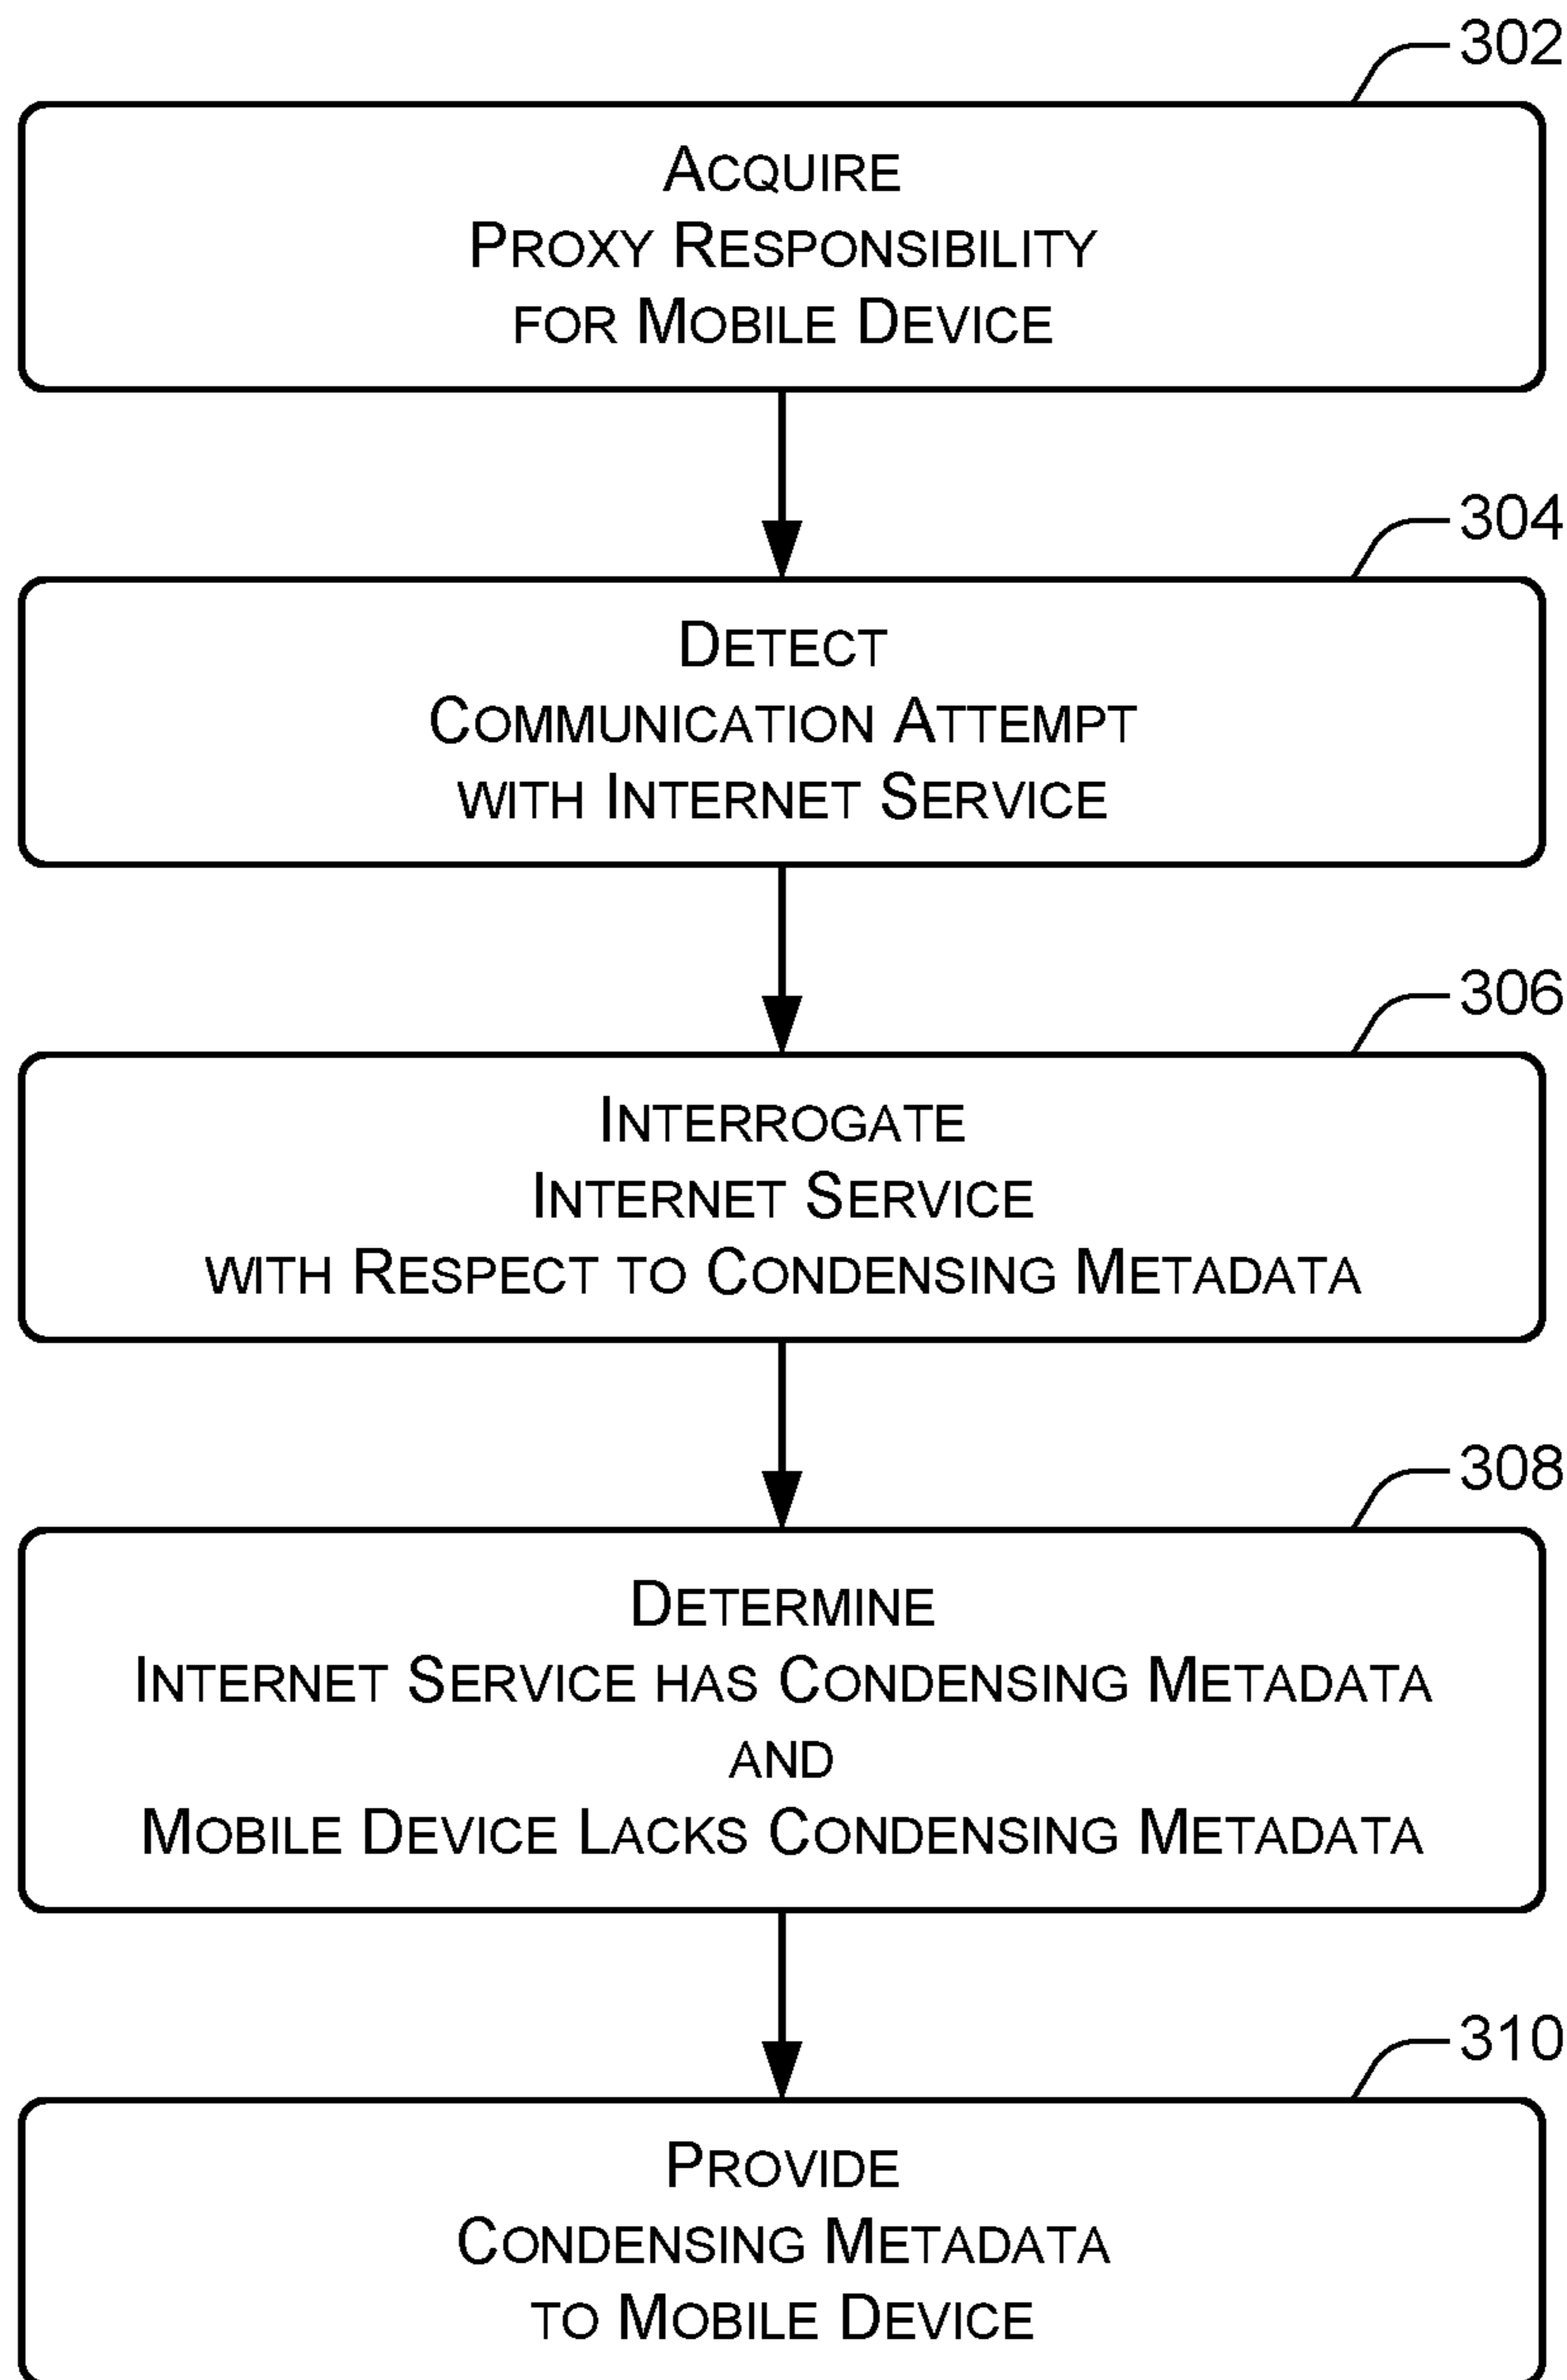 302
Acquire
Proxy Responsibility
for Mobile Device
304
Detect
Communication Attempt
with Internet Service
306
Interrogate
Internet Service
with Respect to Condensing Metadata
308
Determine
Internet Service has Condensing Metadata
and
Mobile Device Lacks Condensing Metadata
310
Provide
Condensing Metadata
to Mobile Device